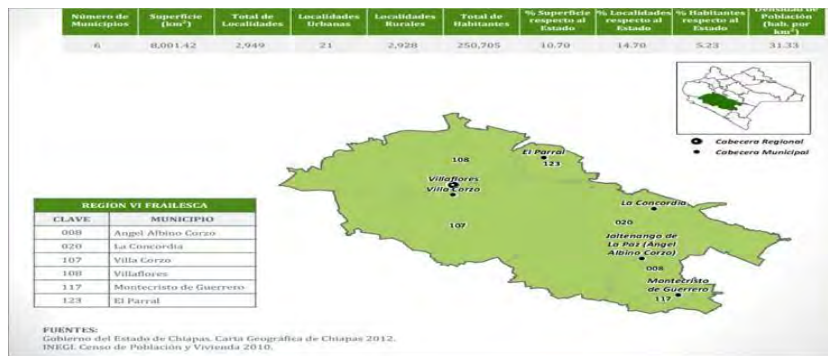 Número de Municipios
Superficie (km²)
Total de Localidades
Localidades Urbanas
Localidades Rurales
Total de Habitantes
% Superficie respecto al Estado
% Localidades respecto al Estado
% Habitantes respecto al Estado
Densidad de Población (hab. por km²)
6 8,001.42 2,949 21 2,928 250,705 10.70 14.70 5.23 31.33
Cabecera Regional
Cabecera Municipal
El Parral
123
108
Villaflores
Villa Corzo
107
La Concordia
020
Jaltenango de
La Paz (Ángel
Albino Corzo)
008
Montecristo
de Guerrero
117
REGION VI FRAILESCA
CLAVE MUNICIPIO
008 Angel Albino Corzo
020 La Concordia
107 Villa Corzo
108 Villaflores
117 Montecristo de Guerrero
123 El Parral
FUENTES:
Gobierno del Estado de Chiapas. Carta Geográfica de Chiapas 2012.
INEGI. Censo de Población y Vivienda 2010.